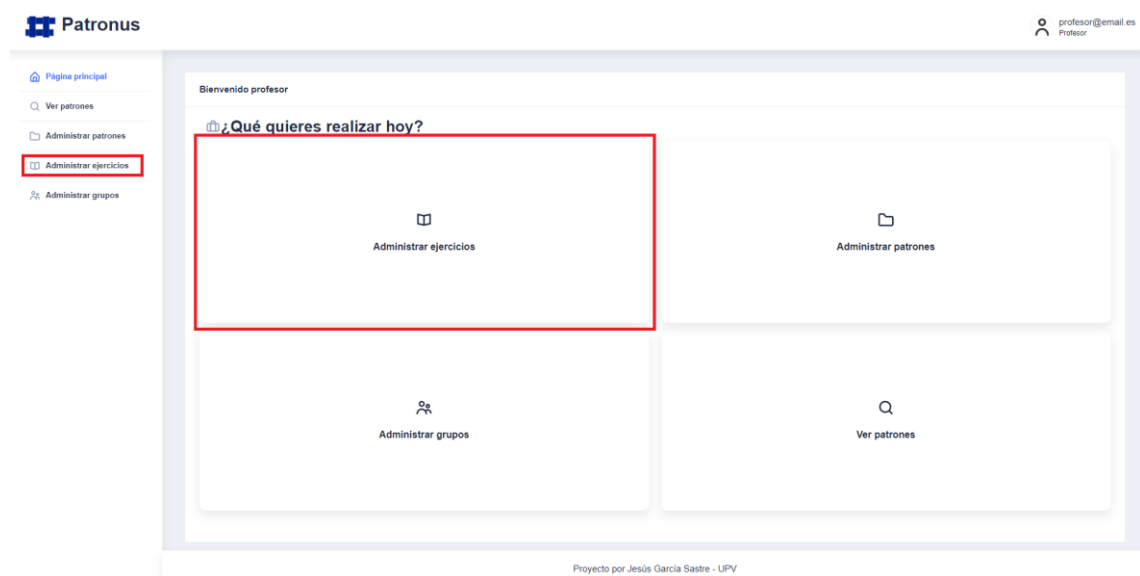 Patronus
profesor@email.es
Profesor
Página principal
Ver patrones
Administrar patrones
Administrar ejercicios
Administrar grupos
Bienvenido profesor
¿Qué quieres realizar hoy?
Administrar ejercicios
Administrar patrones
Administrar grupos
Ver patrones
Proyecto por Jesús García Sastre - UPV